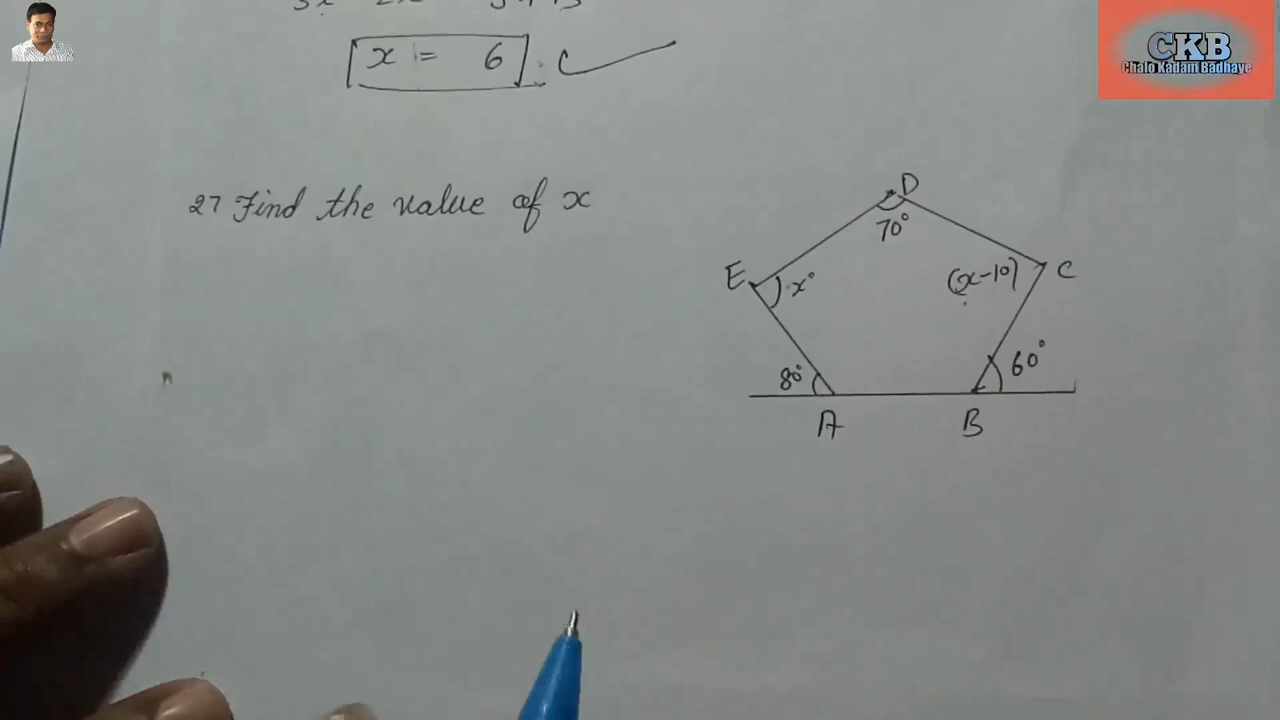 x = 6 . C
27 Find the value of x
D
70°
E
x°
(x-10)
C
80°
60°
A
B
CKB
Chalo Kadam Badhaye